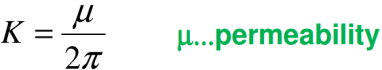 K = μ / 2π    μ...permeability